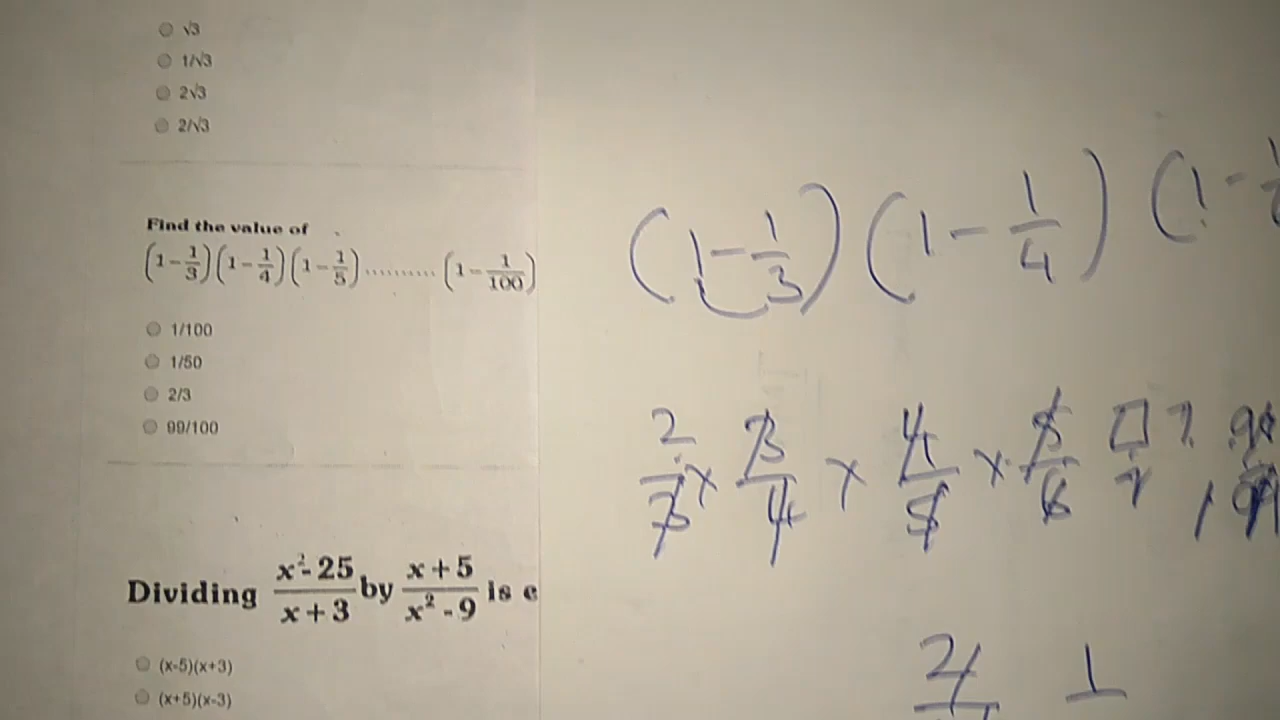 √3
1/√3
2√3
2/√3
Find the value of
(1-1/3)(1-1/4)(1-1/5)..........(1-1/100)
1/100
1/50
2/3
99/100
Dividing x²-25/x+3 by x+5/x²-9 is e
(x-5)(x+3)
(x+5)(x-3)
(1-1/3)(1-1/4)(1-
2/3 × 3/4 × 4/5 × 5/6
2 1